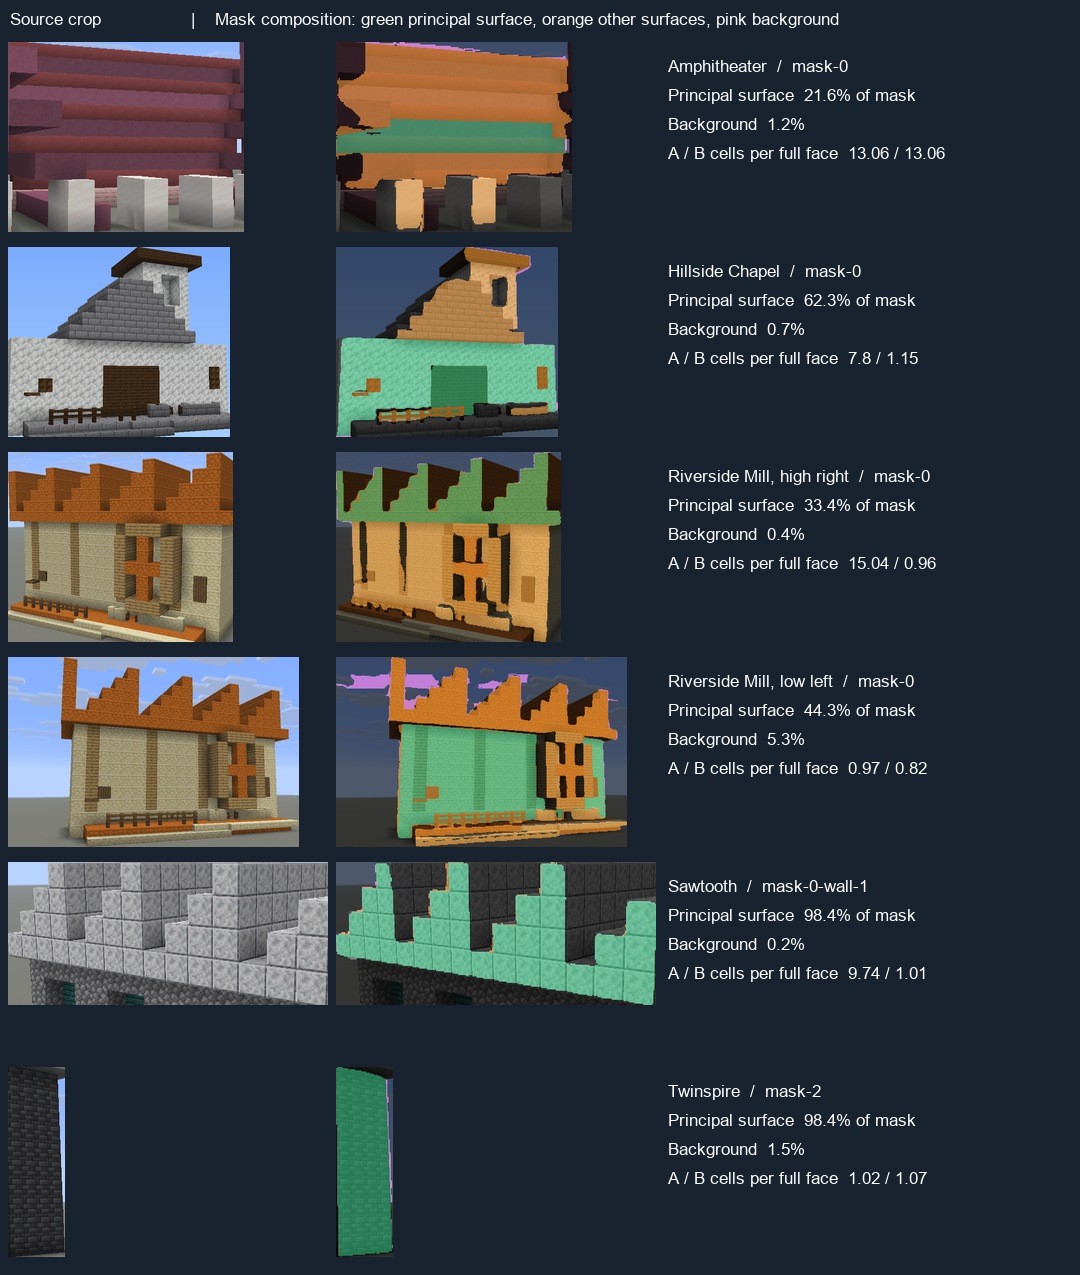 Source crop | Mask composition: green principal surface, orange other surfaces, pink background
Amphitheater / mask-0
Principal surface 21.6% of mask
Background 1.2%
A / B cells per full face 13.06 / 13.06
Hillside Chapel / mask-0
Principal surface 62.3% of mask
Background 0.7%
A / B cells per full face 7.8 / 1.15
Riverside Mill, high right / mask-0
Principal surface 33.4% of mask
Background 0.4%
A / B cells per full face 15.04 / 0.96
Riverside Mill, low left / mask-0
Principal surface 44.3% of mask
Background 5.3%
A / B cells per full face 0.97 / 0.82
Sawtooth / mask-0-wall-1
Principal surface 98.4% of mask
Background 0.2%
A / B cells per full face 9.74 / 1.01
Twinspire / mask-2
Principal surface 98.4% of mask
Background 1.5%
A / B cells per full face 1.02 / 1.07